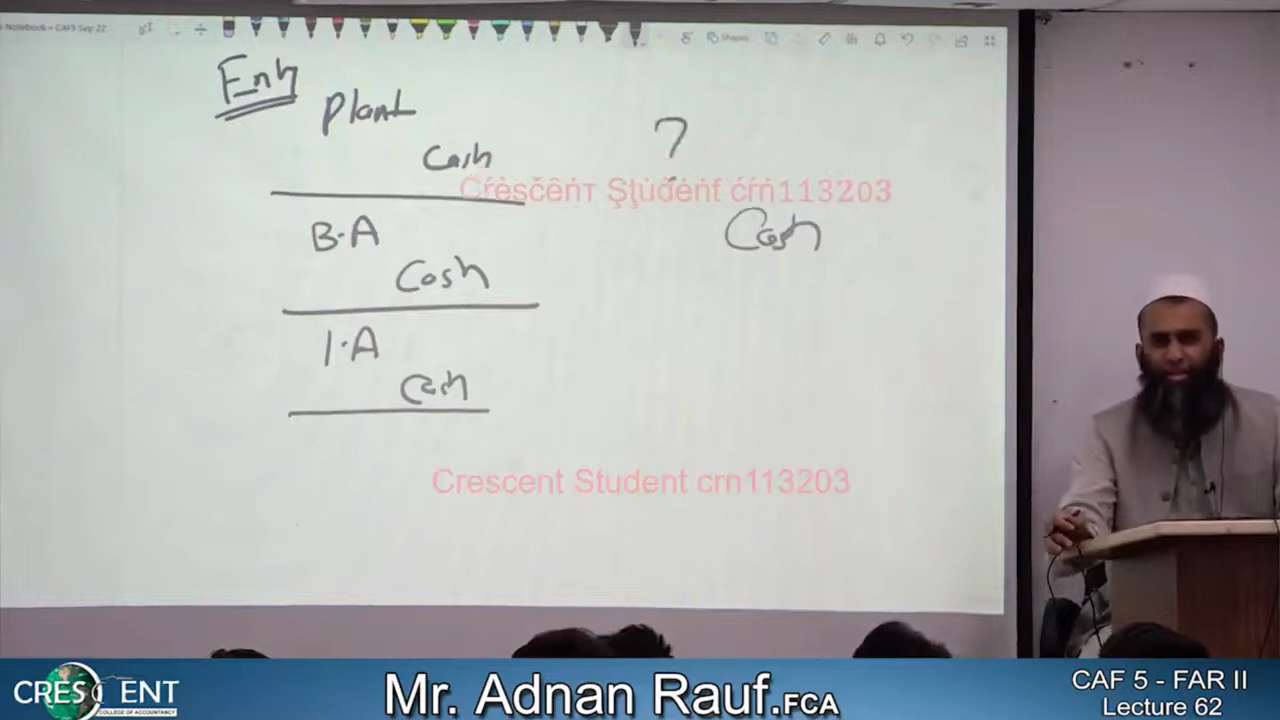 Notebook » CAF5 Sep 22
Shapes
Entry
Plant
Cash
?
Crescent Student crn113203
B.A
Cash
Cash
I.A
Cash
Crescent Student crn113203
CRESCENT
COLLEGE OF ACCOUNTANCY
Mr. Adnan Rauf.FCA
CAF 5 - FAR II
Lecture 62